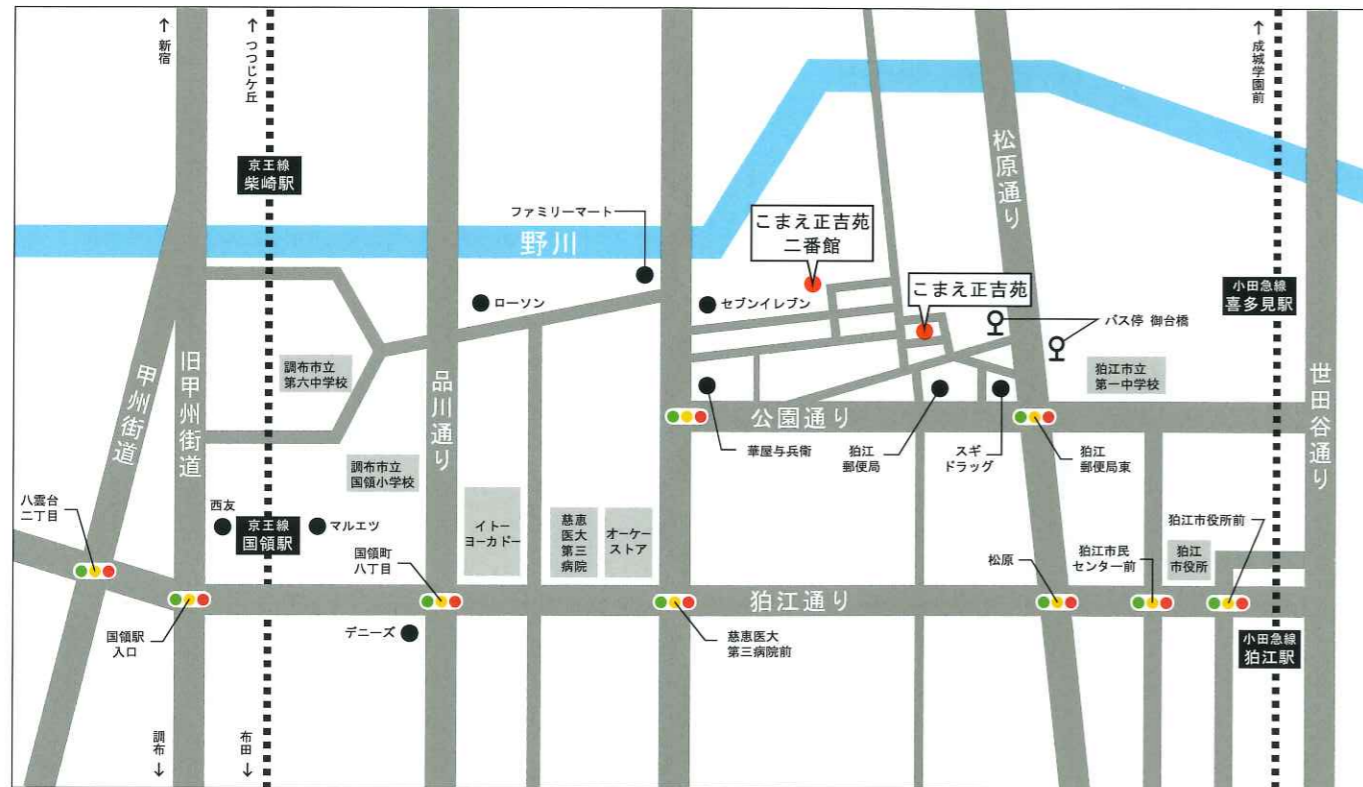 ↑新宿
↑つつじケ丘
↑成城学園前
京王線
柴崎駅
松原通り
ファミリーマート
野川
こまえ正吉苑
二番館
こまえ正吉苑
小田急線
喜多見駅
ローソン
セブンイレブン
バス停 御台橋
調布市立
第六中学校
狛江市立
第一中学校
甲州街道
旧甲州街道
品川通り
世田谷通り
公園通り
華屋与兵衛
狛江
郵便局
スギ
ドラッグ
狛江
郵便局東
調布市立
国領小学校
八雲台
二丁目
西友
京王線
国領駅
マルエツ
国領町
八丁目
イトー
ヨーカドー
慈恵
医大
第三
病院
オーケー
ストア
松原
狛江市民
センター前
狛江
市役所
狛江市役所前
狛江通り
国領駅
入口
デニーズ
慈恵医大
第三病院前
小田急線
狛江駅
調布↓
布田↓